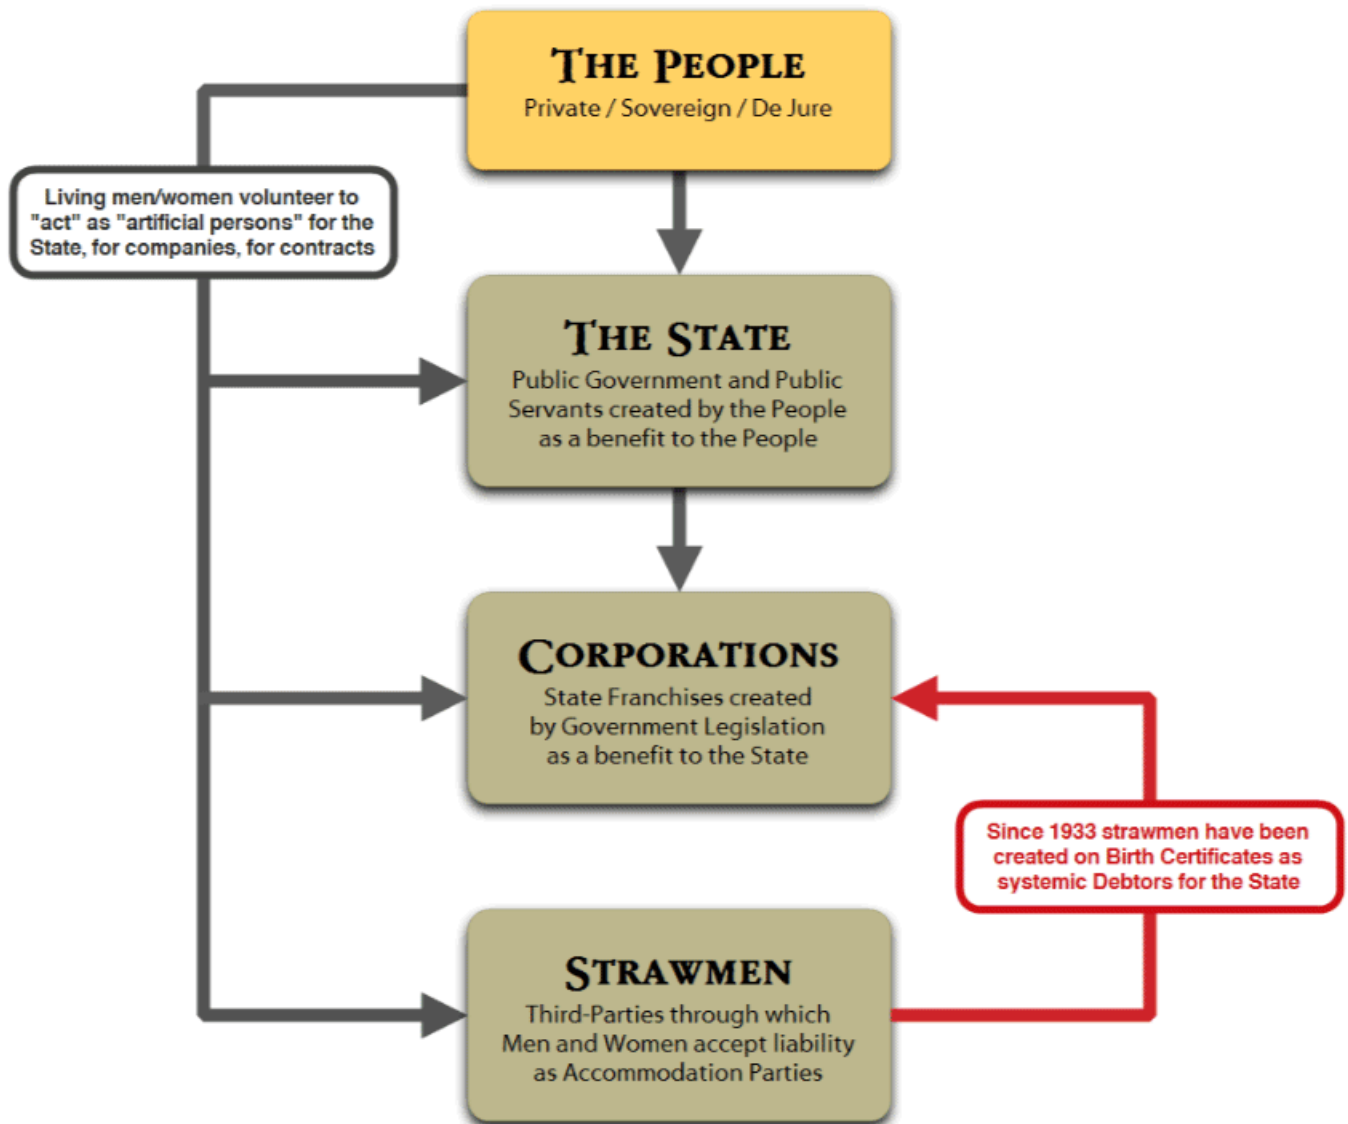 THE PEOPLE
Private / Sovereign / De Jure
Living men/women volunteer to
"act" as "artificial persons" for the
State, for companies, for contracts
THE STATE
Public Government and Public
Servants created by the People
as a benefit to the People
CORPORATIONS
State Franchises created
by Government Legislation
as a benefit to the State
Since 1933 strawmen have been
created on Birth Certificates as
systemic Debtors for the State
STRAWMEN
Third-Parties through which
Men and Women accept liability
as Accommodation Parties